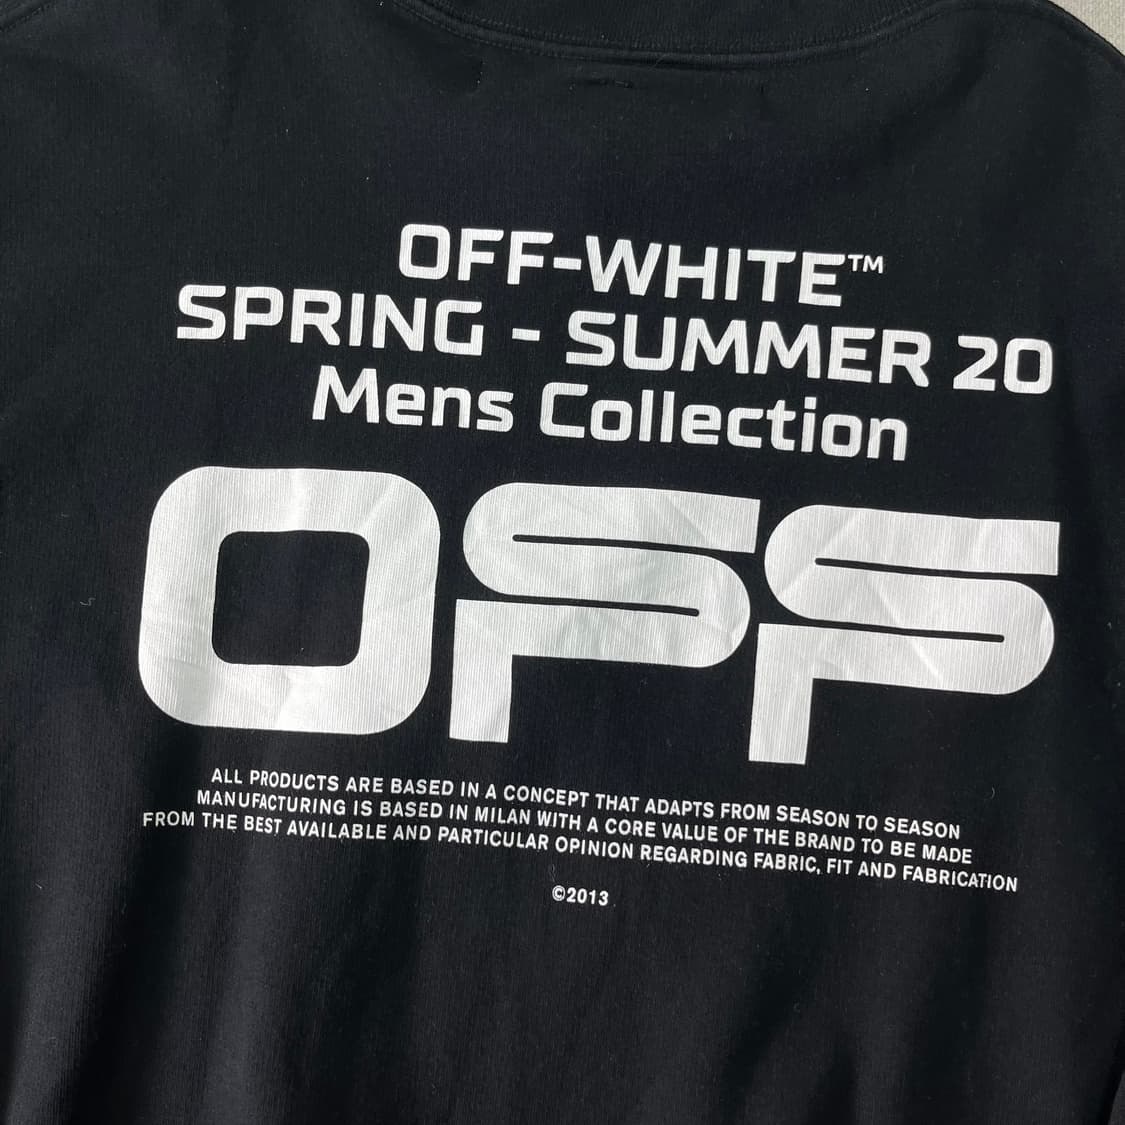 OFF-WHITE™
SPRING - SUMMER 20
Mens Collection
OFF
ALL PRODUCTS ARE BASED IN A CONCEPT THAT ADAPTS FROM SEASON TO SEASON
MANUFACTURING IS BASED IN MILAN WITH A CORE VALUE OF THE BRAND TO BE MADE
FROM THE BEST AVAILABLE AND PARTICULAR OPINION REGARDING FABRIC, FIT AND FABRICATION
©2013